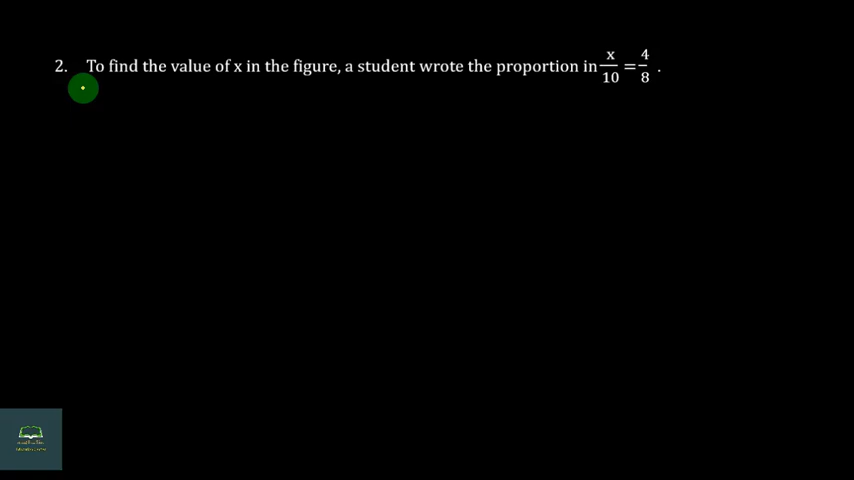 2. To find the value of x in the figure, a student wrote the proportion in x/10 = 4/8 .